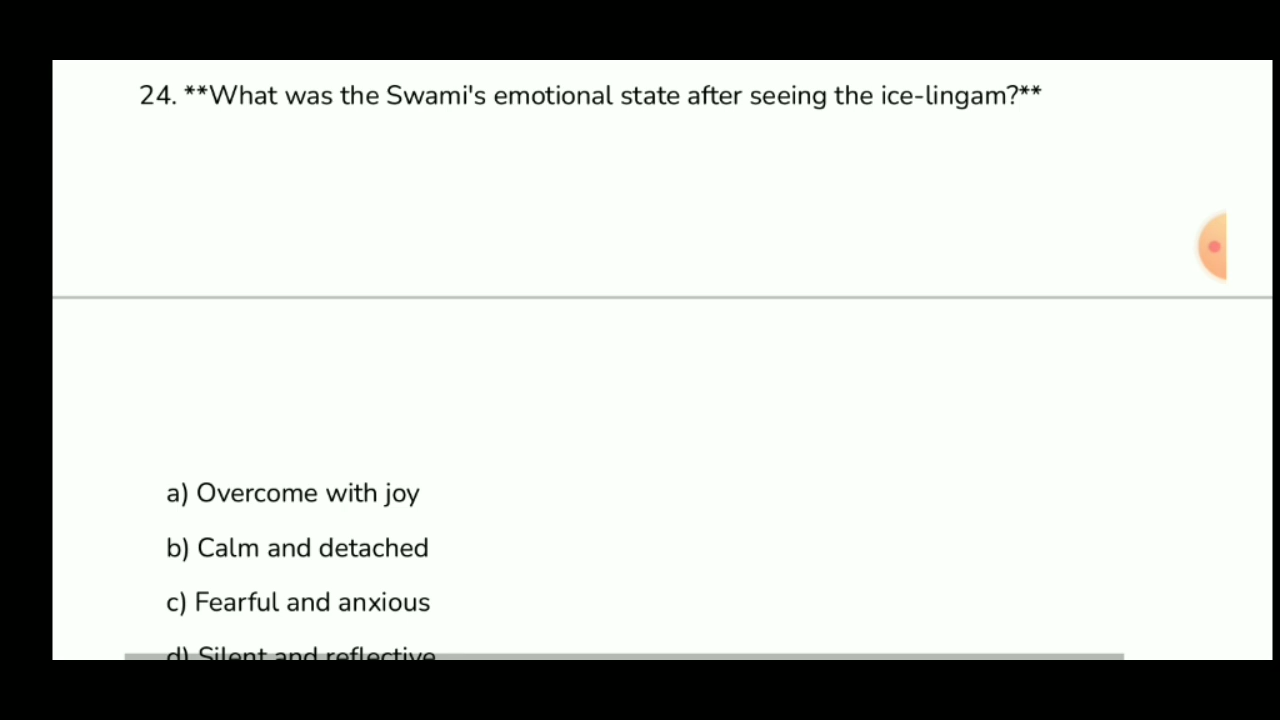 24. **What was the Swami's emotional state after seeing the ice-lingam?**
a) Overcome with joy
b) Calm and detached
c) Fearful and anxious
d) Silent and reflective